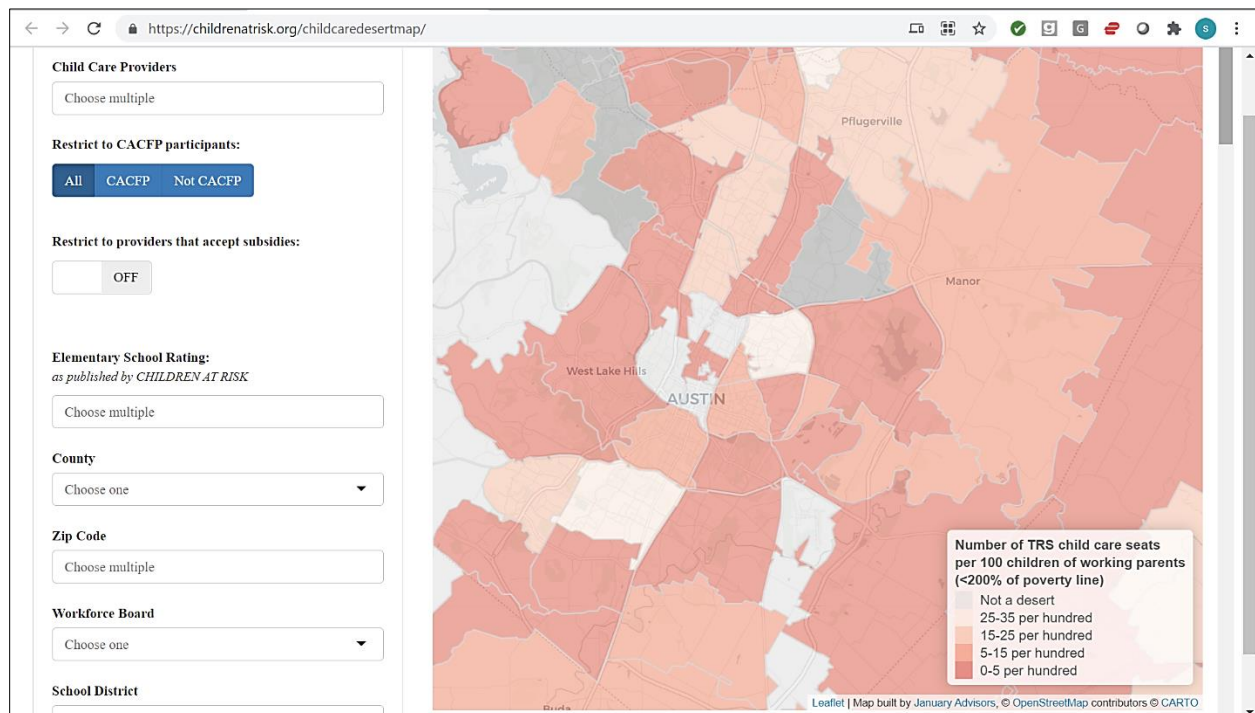 https://childrenatrisk.org/childcaredesertmap/
G
s
Child Care Providers
Choose multiple
Restrict to CACFP participants:
All CACFP Not CACFP
Restrict to providers that accept subsidies:
OFF
Elementary School Rating:
as published by CHILDREN AT RISK
Choose multiple
County
Choose one
Zip Code
Choose multiple
Workforce Board
Choose one
School District
Pflugerville
Manor
West Lake Hills
AUSTIN
Buda
Number of TRS child care seats
per 100 children of working parents
(<200% of poverty line)
Not a desert
25-35 per hundred
15-25 per hundred
5-15 per hundred
0-5 per hundred
Leaflet | Map built by January Advisors, © OpenStreetMap contributors © CARTO